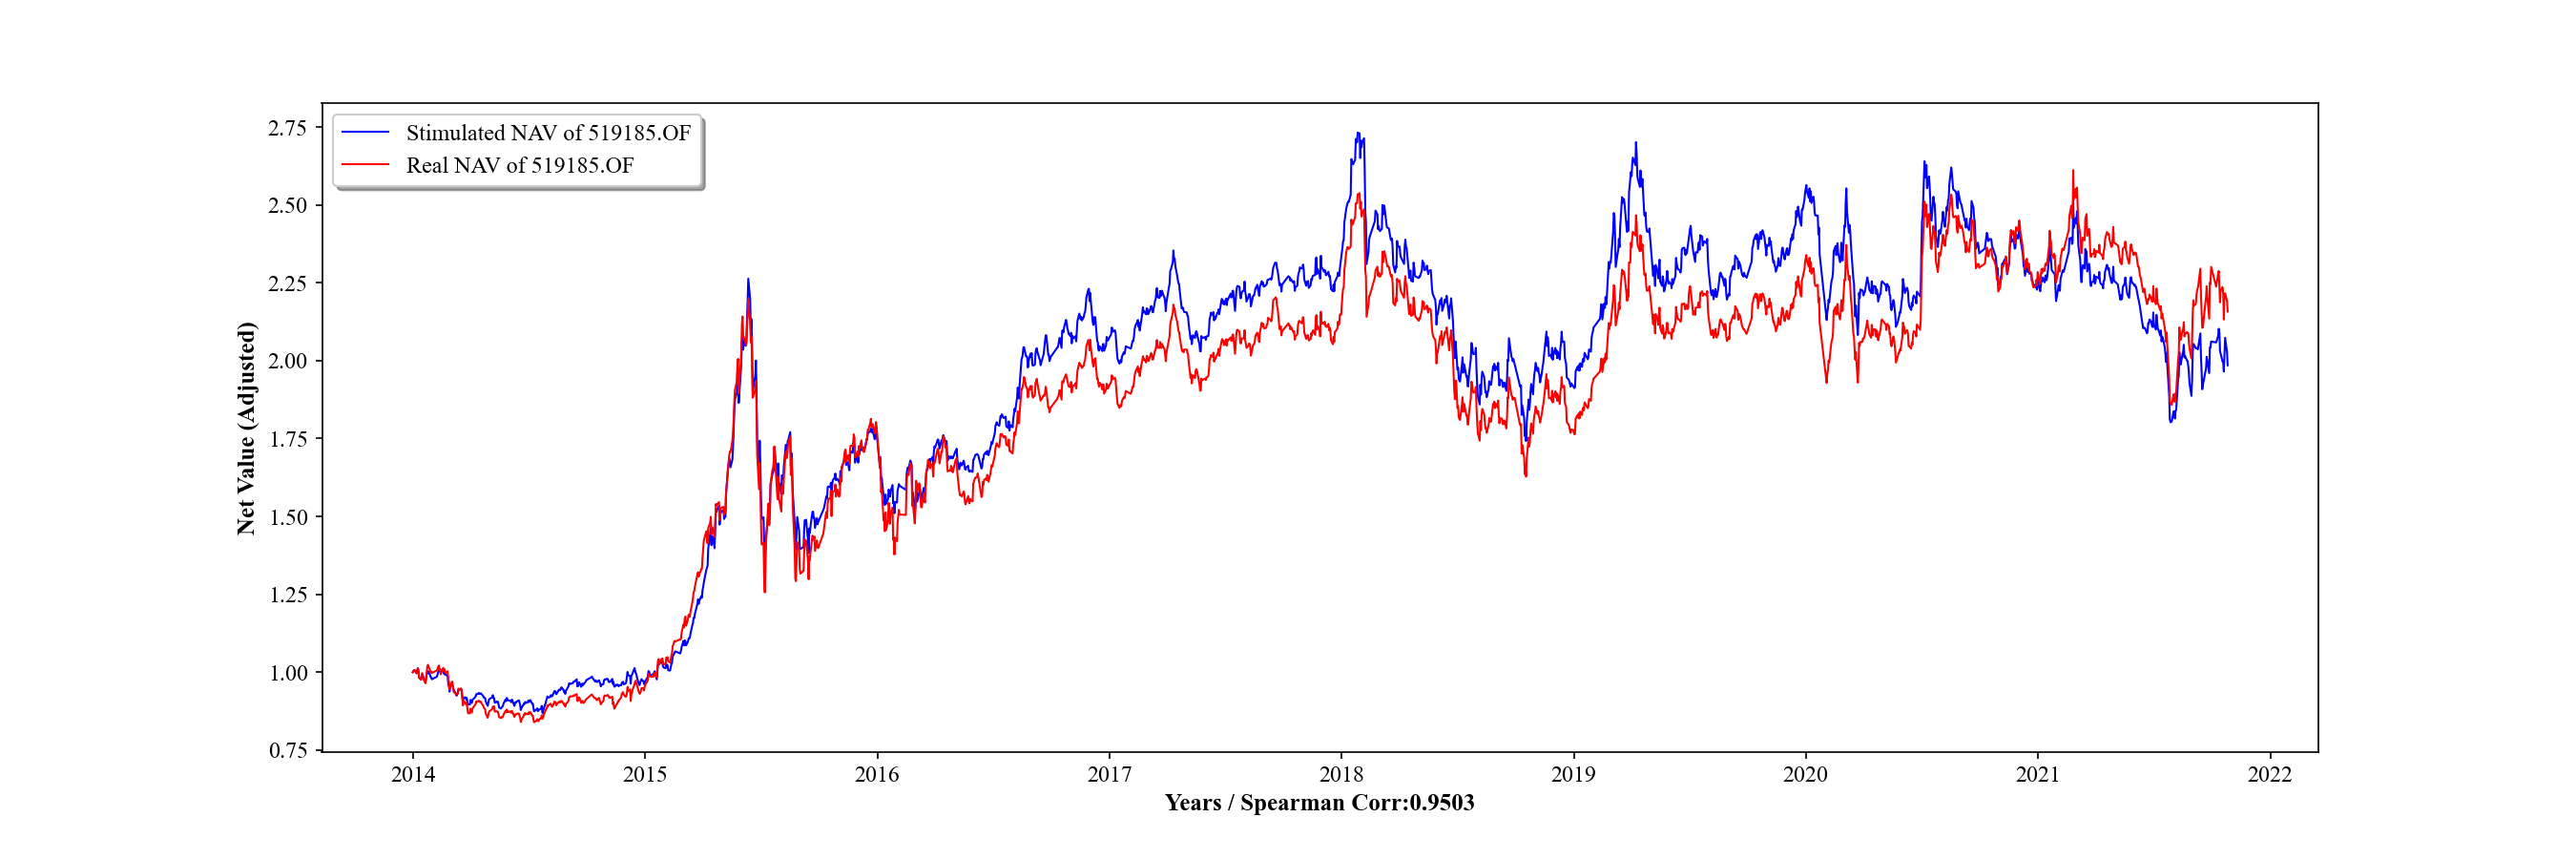 Stimulated NAV of 519185.OF
Real NAV of 519185.OF
Net Value (Adjusted)
2.75
2.50
2.25
2.00
1.75
1.50
1.25
1.00
0.75
2014 2015 2016 2017 2018 2019 2020 2021 2022
Years / Spearman Corr:0.9503